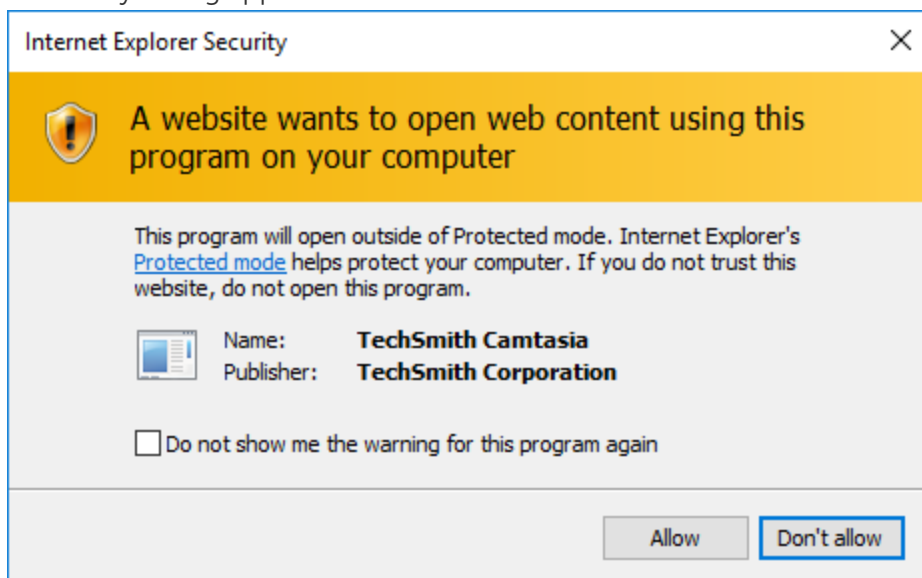 Internet Explorer Security
A website wants to open web content using this
program on your computer
This program will open outside of Protected mode. Internet Explorer's
Protected mode helps protect your computer. If you do not trust this
website, do not open this program.
Name: TechSmith Camtasia
Publisher: TechSmith Corporation
Do not show me the warning for this program again
Allow Don't allow